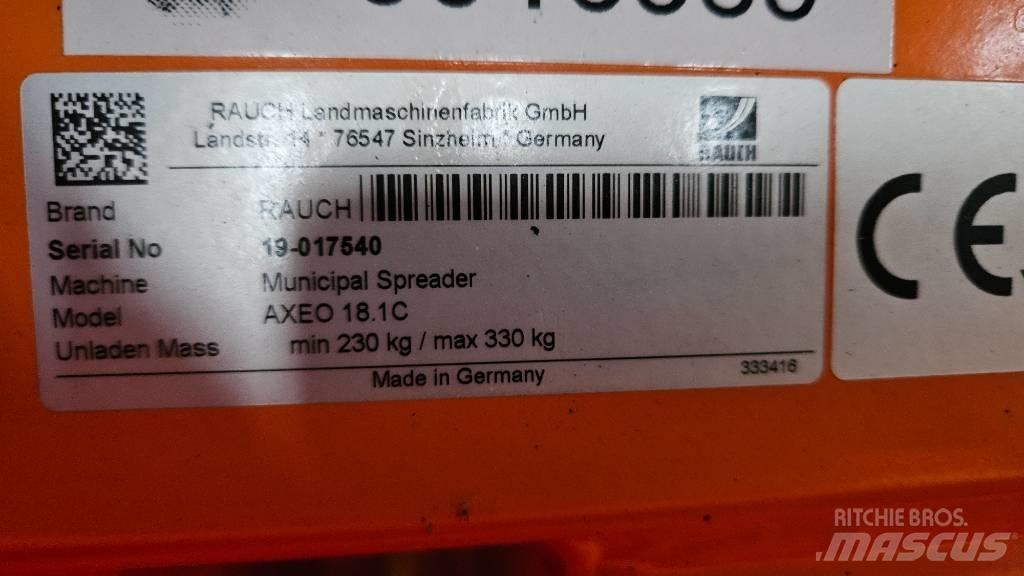 RAUCH Landmaschinenfabrik GmbH
Landstr. 14 * 76547 Sinzheim * Germany
RAUCH
Brand RAUCH
Serial No 19-017540
Machine Municipal Spreader
Model AXEO 18.1C
Unladen Mass min 230 kg / max 330 kg
Made in Germany 333416
CE
RITCHIE BROS.
MASCUS